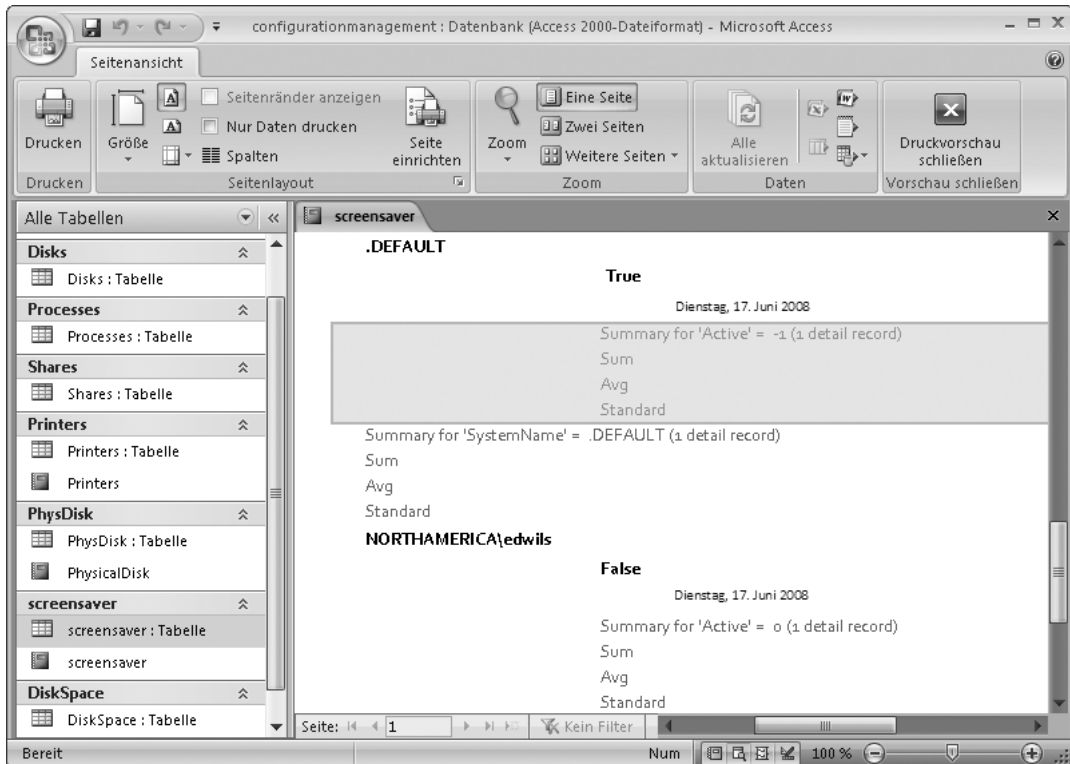 configurationmanagement : Datenbank (Access 2000-Dateiformat) - Microsoft Access
Seitenansicht
Drucken
Größe
Seitenränder anzeigen
Nur Daten drucken
Spalten
Seite einrichten
Zoom
Eine Seite
Zwei Seiten
Weitere Seiten
Alle aktualisieren
Druckvorschau schließen
Drucken
Seitenlayout
Zoom
Daten
Vorschau schließen
Alle Tabellen
Disks
Disks : Tabelle
Processes
Processes : Tabelle
Shares
Shares : Tabelle
Printers
Printers : Tabelle
Printers
PhysDisk
PhysDisk : Tabelle
PhysicalDisk
screensaver
screensaver : Tabelle
screensaver
DiskSpace
DiskSpace : Tabelle
screensaver
.DEFAULT
True
Dienstag, 17. Juni 2008
Summary for 'Active' = -1 (1 detail record)
Sum
Avg
Standard
Summary for 'SystemName' = .DEFAULT (1 detail record)
Sum
Avg
Standard
NORTHAMERICA\edwils
False
Dienstag, 17. Juni 2008
Summary for 'Active' = 0 (1 detail record)
Sum
Avg
Standard
Seite: 1
Kein Filter
Bereit
Num
100 %